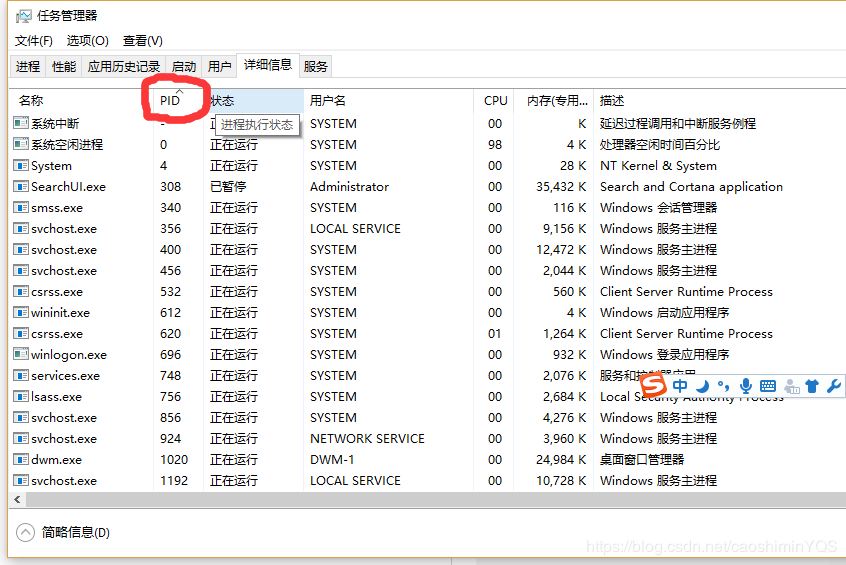 任务管理器
文件(F) 选项(O) 查看(V)
进程 性能 应用历史记录 启动 用户 详细信息 服务
名称 PID 状态 用户名 CPU 内存(专用... 描述
系统中断 - 正 SYSTEM 00 K 延迟过程调用和中断服务例程
进程执行状态
系统空闲进程 0 正在运行 SYSTEM 98 4 K 处理器空闲时间百分比
System 4 正在运行 SYSTEM 00 28 K NT Kernel & System
SearchUI.exe 308 已暂停 Administrator 00 35,432 K Search and Cortana application
smss.exe 340 正在运行 SYSTEM 00 116 K Windows 会话管理器
svchost.exe 356 正在运行 LOCAL SERVICE 00 9,156 K Windows 服务主进程
svchost.exe 400 正在运行 SYSTEM 00 12,472 K Windows 服务主进程
svchost.exe 456 正在运行 SYSTEM 00 2,044 K Windows 服务主进程
csrss.exe 532 正在运行 SYSTEM 00 560 K Client Server Runtime Process
wininit.exe 612 正在运行 SYSTEM 00 4 K Windows 启动应用程序
csrss.exe 620 正在运行 SYSTEM 01 1,264 K Client Server Runtime Process
winlogon.exe 696 正在运行 SYSTEM 00 932 K Windows 登录应用程序
services.exe 748 正在运行 SYSTEM 00 2,076 K 服务和控制器应用
S 中
lsass.exe 756 正在运行 SYSTEM 00 2,684 K Local Security Authority Process
svchost.exe 856 正在运行 SYSTEM 00 4,276 K Windows 服务主进程
svchost.exe 924 正在运行 NETWORK SERVICE 00 3,960 K Windows 服务主进程
dwm.exe 1020 正在运行 DWM-1 00 24,984 K 桌面窗口管理器
svchost.exe 1192 正在运行 LOCAL SERVICE 00 10,728 K Windows 服务主进程
简略信息(D)
https://blog.csdn.net/caoshiminYQS